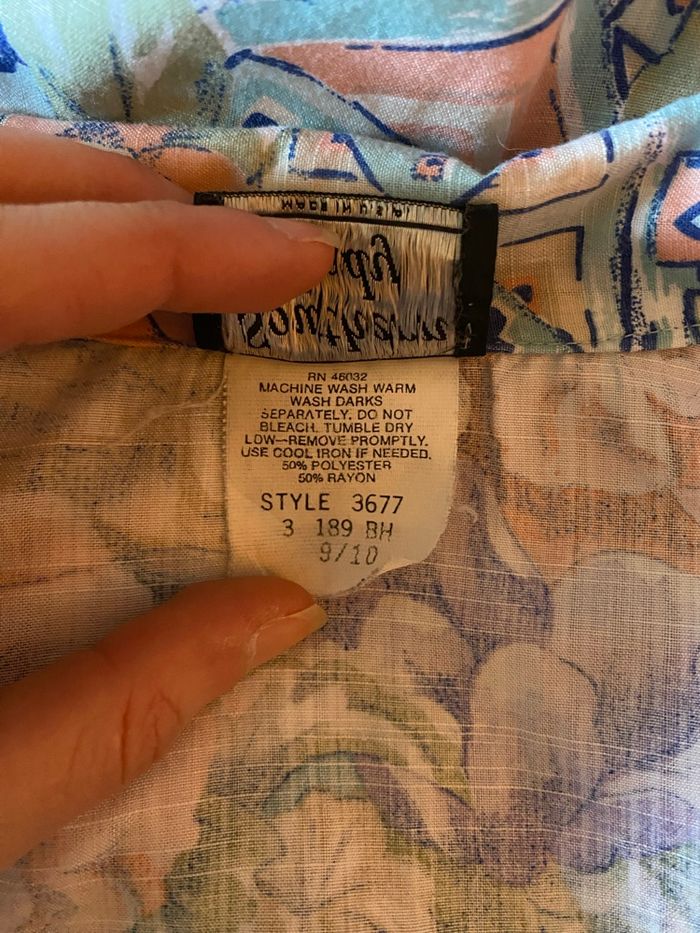 RN 46032
MACHINE WASH WARM
WASH DARKS
SEPARATELY. DO NOT
BLEACH. TUMBLE DRY
LOW—REMOVE PROMPTLY.
USE COOL IRON IF NEEDED.
50% POLYESTER
50% RAYON
STYLE 3677
3 189 BH
9/10
Southern